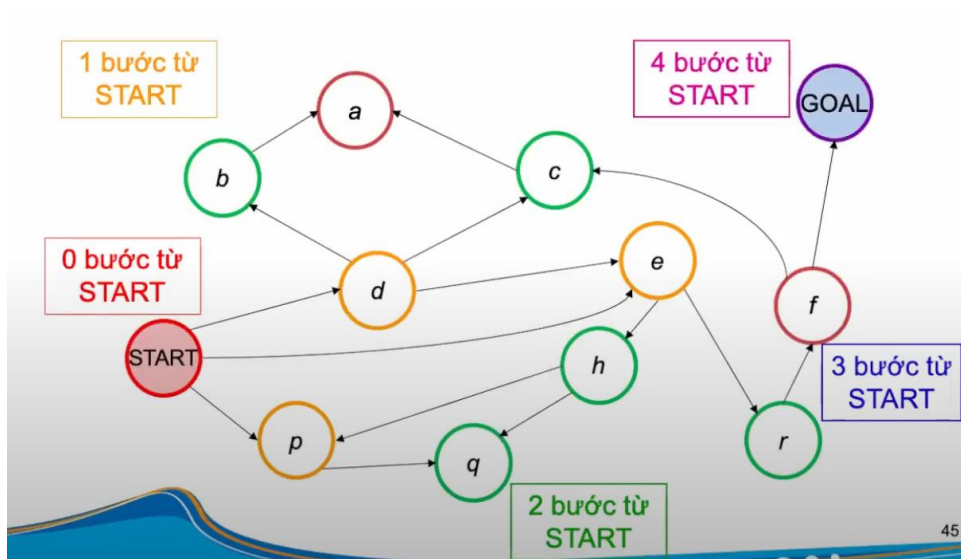 1 bước từ
START
4 bước từ
START
GOAL
a
b
c
0 bước từ
START
d
e
f
START
h
3 bước từ
START
p
q
r
2 bước từ
START
45